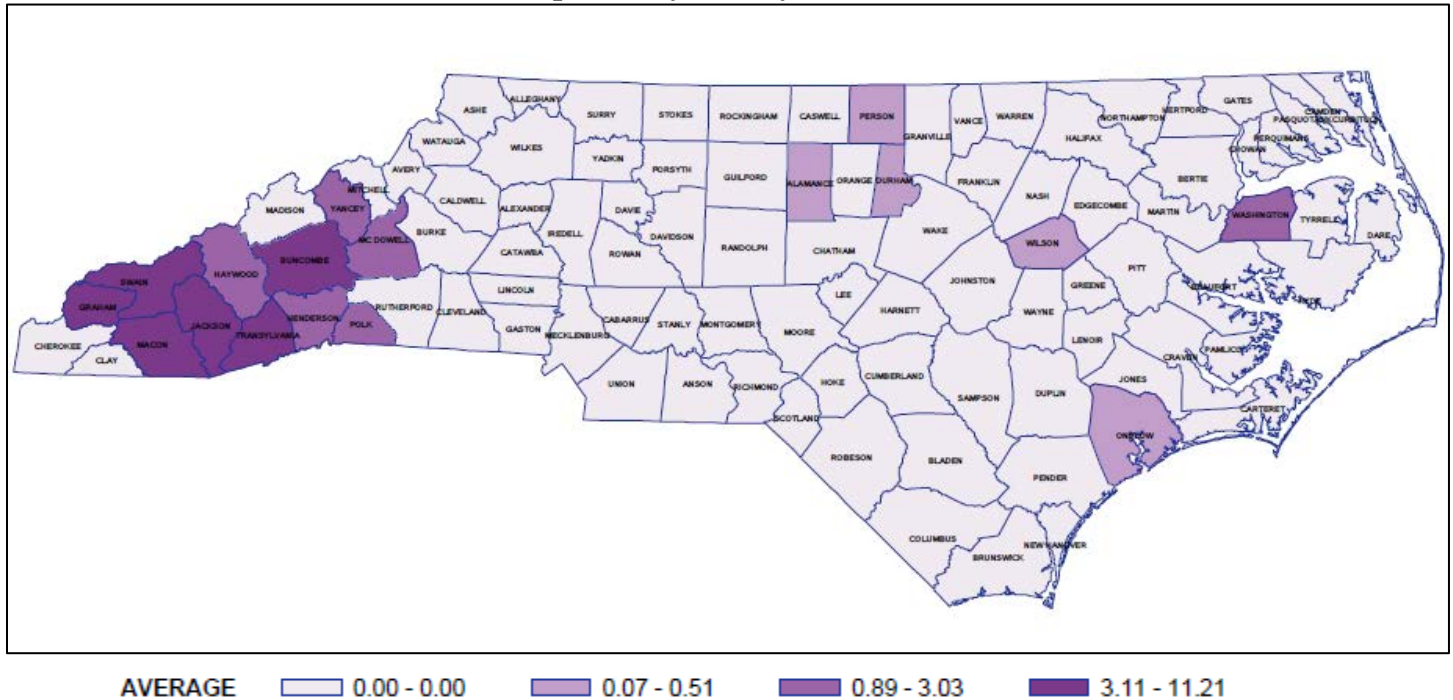 ALLEGHANY
ASHE
SURRY
STOKES
ROCKINGHAM
CASWELL
PERSON
GRANVILLE
VANCE
WARREN
NORTHAMPTON
HERTFORD
GATES
CAMDEN
PASQUOTANK
CURRITUCK
PERQUIMANS
CHOWAN
HALIFAX
WATAUGA
WILKES
YADKIN
FORSYTH
GUILFORD
ALAMANCE
ORANGE
DURHAM
FRANKLIN
NASH
EDGECOMBE
BERTIE
MARTIN
WASHINGTON
TYRRELL
DARE
MITCHELL
AVERY
CALDWELL
ALEXANDER
DAVIE
IREDELL
DAVIDSON
RANDOLPH
CHATHAM
WAKE
WILSON
PITT
MADISON
YANCEY
MC DOWELL
BURKE
CATAWBA
ROWAN
JOHNSTON
GREENE
BEAUFORT
HYDE
SWAIN
HAYWOOD
BUNCOMBE
LINCOLN
LEE
HARNETT
WAYNE
LENOIR
CRAVEN
PAMLICO
GRAHAM
JACKSON
TRANSYLVANIA
HENDERSON
POLK
RUTHERFORD
CLEVELAND
GASTON
MECKLENBURG
CABARRUS
STANLY
MONTGOMERY
MOORE
CHEROKEE
CLAY
MACON
UNION
ANSON
RICHMOND
HOKE
CUMBERLAND
SAMPSON
DUPLIN
JONES
CARTERET
SCOTLAND
ONSLOW
ROBESON
BLADEN
PENDER
COLUMBUS
BRUNSWICK
NEW HANOVER
AVERAGE 0.00 - 0.00 0.07 - 0.51 0.89 - 3.03 3.11 - 11.21